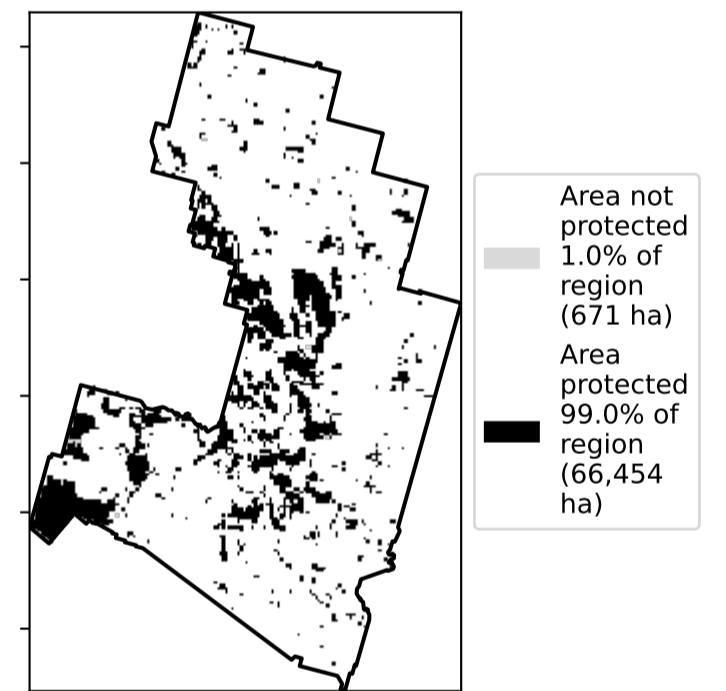 Area not
protected
1.0% of
region
(671 ha)
Area
protected
99.0% of
region
(66,454
ha)